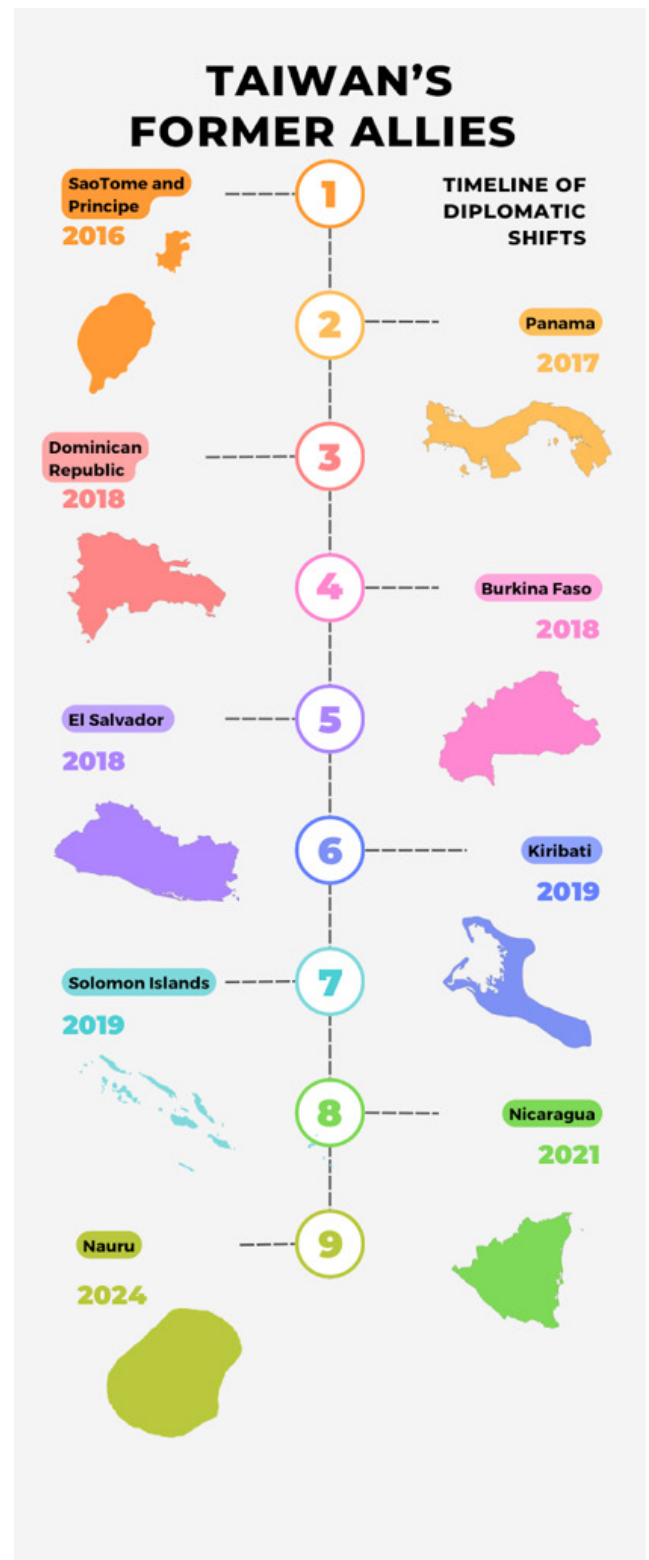 TAIWAN'S
FORMER ALLIES
TIMELINE OF
DIPLOMATIC
SHIFTS
1
SaoTome and
Principe
2016
2
Panama
2017
3
Dominican
Republic
2018
4
Burkina Faso
2018
5
El Salvador
2018
6
Kiribati
2019
7
Solomon Islands
2019
8
Nicaragua
2021
9
Nauru
2024